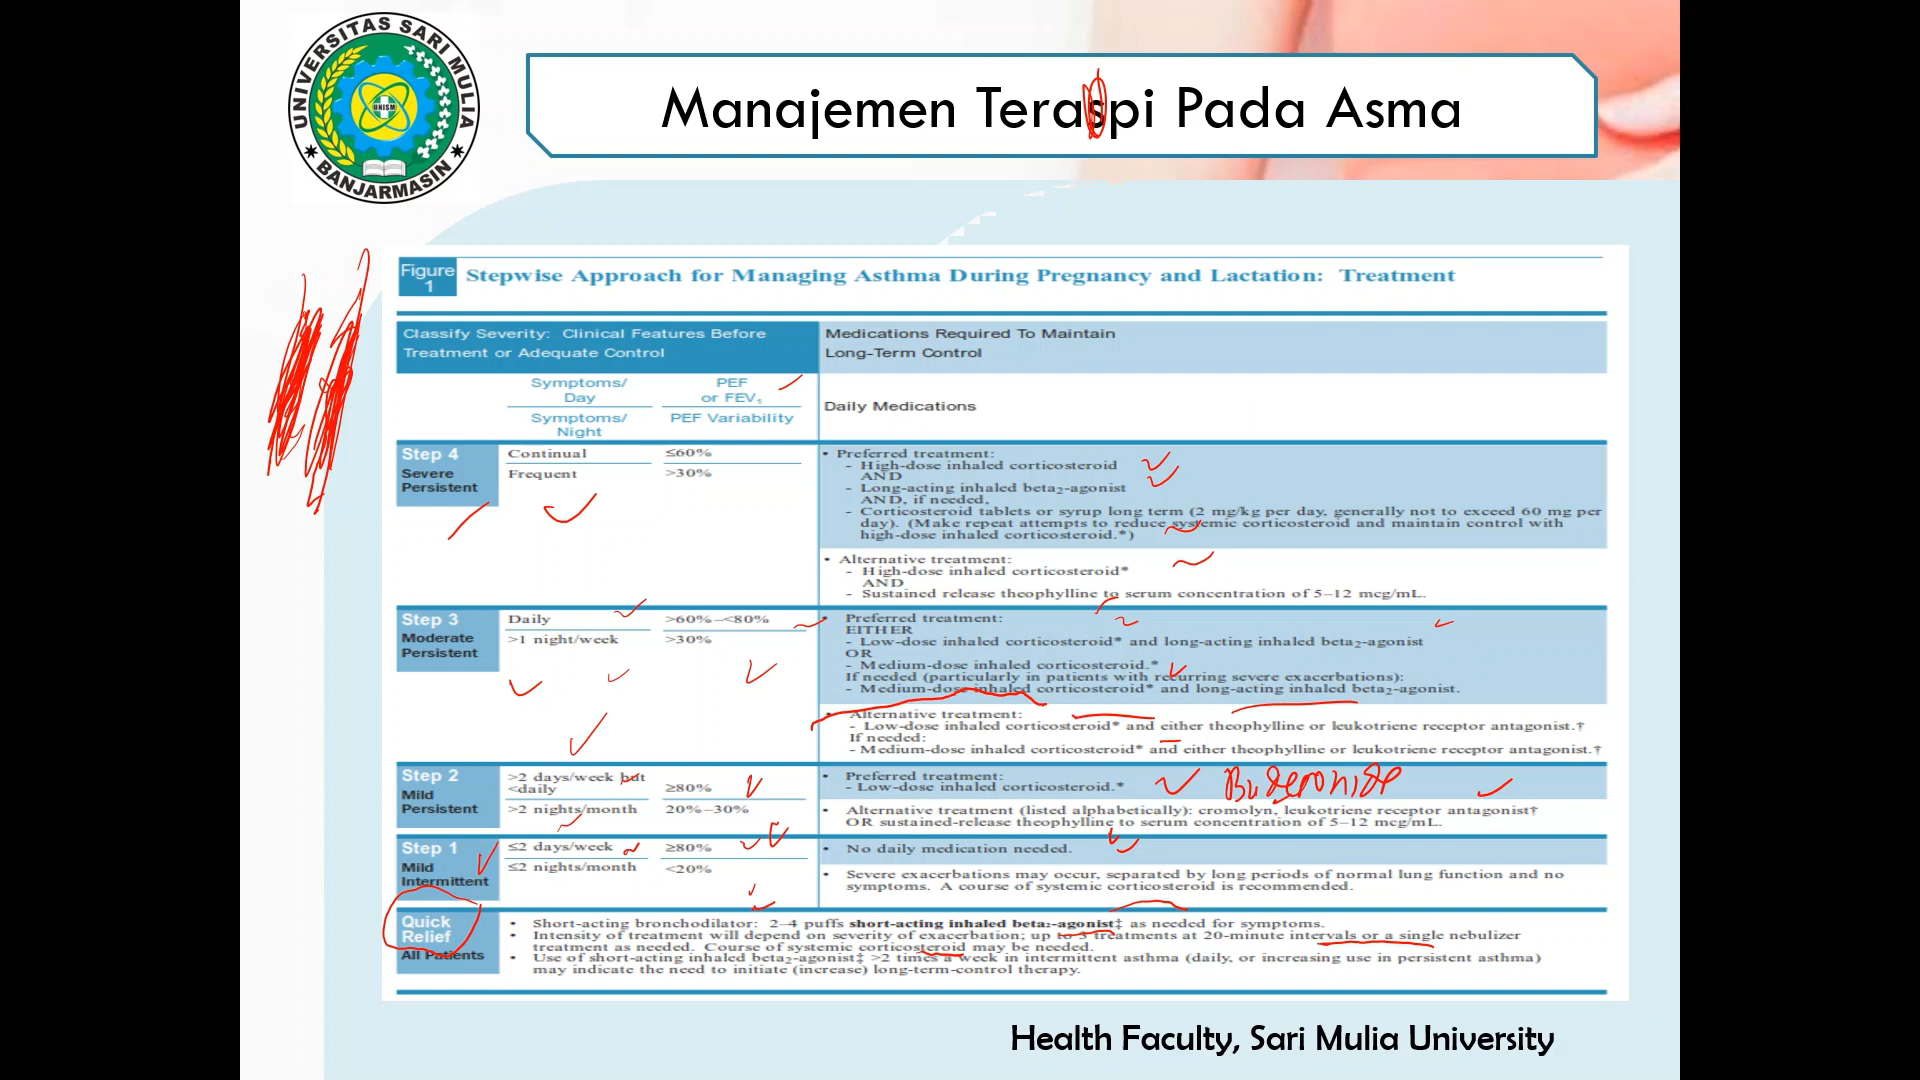 UNIVERSITAS SARI MULIA
UNISM
BANJARMASIN
Manajemen Teraspi Pada Asma
Figure 1
Stepwise Approach for Managing Asthma During Pregnancy and Lactation: Treatment
Classify Severity: Clinical Features Before
Treatment or Adequate Control
Medications Required To Maintain
Long-Term Control
Symptoms/
Day
Symptoms/
Night
PEF
or FEV₁
PEF Variability
Daily Medications
Step 4
Severe
Persistent
Continual
Frequent
≤60%
>30%
• Preferred treatment:
- High-dose inhaled corticosteroid
AND
- Long-acting inhaled beta₂-agonist
AND, if needed,
- Corticosteroid tablets or syrup long term (2 mg/kg per day, generally not to exceed 60 mg per
day). (Make repeat attempts to reduce systemic corticosteroid and maintain control with
high-dose inhaled corticosteroid.*)
• Alternative treatment:
- High-dose inhaled corticosteroid*
AND
- Sustained release theophylline to serum concentration of 5–12 mcg/mL.
Step 3
Moderate
Persistent
Daily
>1 night/week
>60%–<80%
>30%
• Preferred treatment:
EITHER
- Low-dose inhaled corticosteroid* and long-acting inhaled beta₂-agonist
OR
- Medium-dose inhaled corticosteroid.*
If needed (particularly in patients with recurring severe exacerbations):
- Medium-dose inhaled corticosteroid* and long-acting inhaled beta₂-agonist.
• Alternative treatment:
- Low-dose inhaled corticosteroid* and either theophylline or leukotriene receptor antagonist.†
If needed:
- Medium-dose inhaled corticosteroid* and either theophylline or leukotriene receptor antagonist.†
Step 2
Mild
Persistent
>2 days/week but
<daily
>2 nights/month
≥80%
20%–30%
• Preferred treatment:
- Low-dose inhaled corticosteroid.*
• Alternative treatment (listed alphabetically): cromolyn, leukotriene receptor antagonist†
OR sustained-release theophylline to serum concentration of 5–12 mcg/mL.
Step 1
Mild
Intermittent
≤2 days/week
≤2 nights/month
≥80%
<20%
• No daily medication needed.
• Severe exacerbations may occur, separated by long periods of normal lung function and no
symptoms. A course of systemic corticosteroid is recommended.
Quick
Relief
All Patients
• Short-acting bronchodilator: 2–4 puffs short-acting inhaled beta₂-agonist‡ as needed for symptoms.
• Intensity of treatment will depend on severity of exacerbation; up to 3 treatments at 20-minute intervals or a single nebulizer
treatment as needed. Course of systemic corticosteroid may be needed.
• Use of short-acting inhaled beta₂-agonist‡ >2 times a week in intermittent asthma (daily, or increasing use in persistent asthma)
may indicate the need to initiate (increase) long-term-control therapy.
Health Faculty, Sari Mulia University